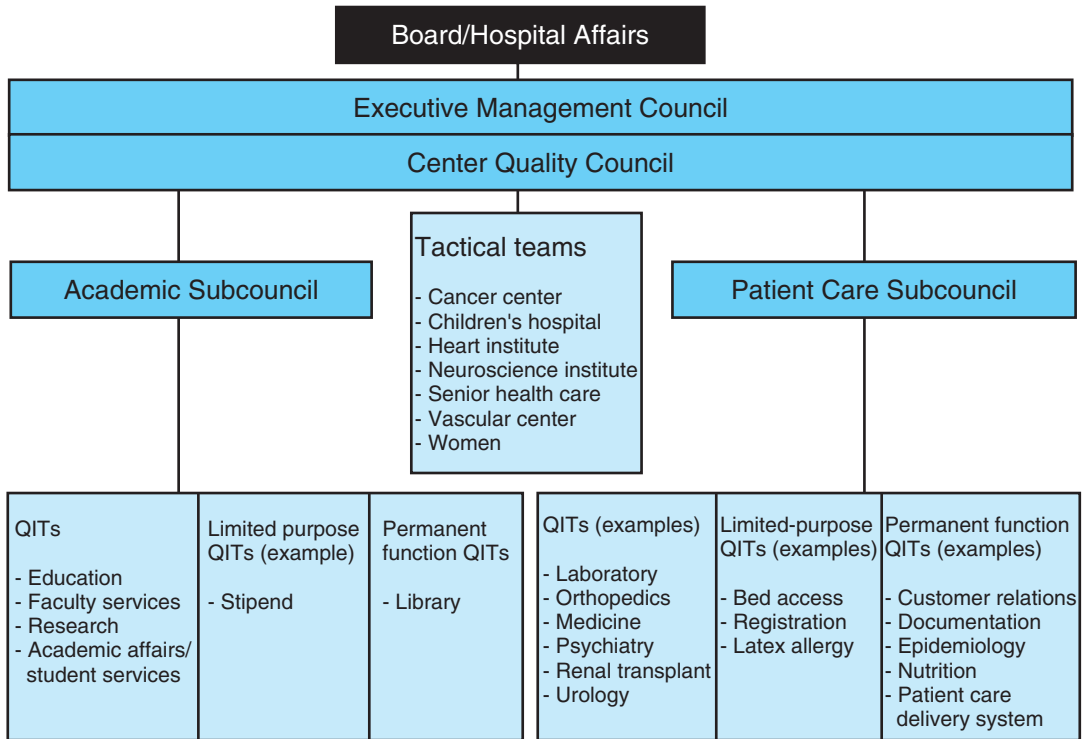 Board/Hospital Affairs
Executive Management Council
Center Quality Council
Academic Subcouncil
Tactical teams
- Cancer center
- Children's hospital
- Heart institute
- Neuroscience institute
- Senior health care
- Vascular center
- Women
Patient Care Subcouncil
QITs
- Education
- Faculty services
- Research
- Academic affairs/
student services
Limited purpose
QITs (example)
- Stipend
Permanent
function QITs
- Library
QITs (examples)
- Laboratory
- Orthopedics
- Medicine
- Psychiatry
- Renal transplant
- Urology
Limited-purpose
QITs (examples)
- Bed access
- Registration
- Latex allergy
Permanent function
QITs (examples)
- Customer relations
- Documentation
- Epidemiology
- Nutrition
- Patient care
delivery system